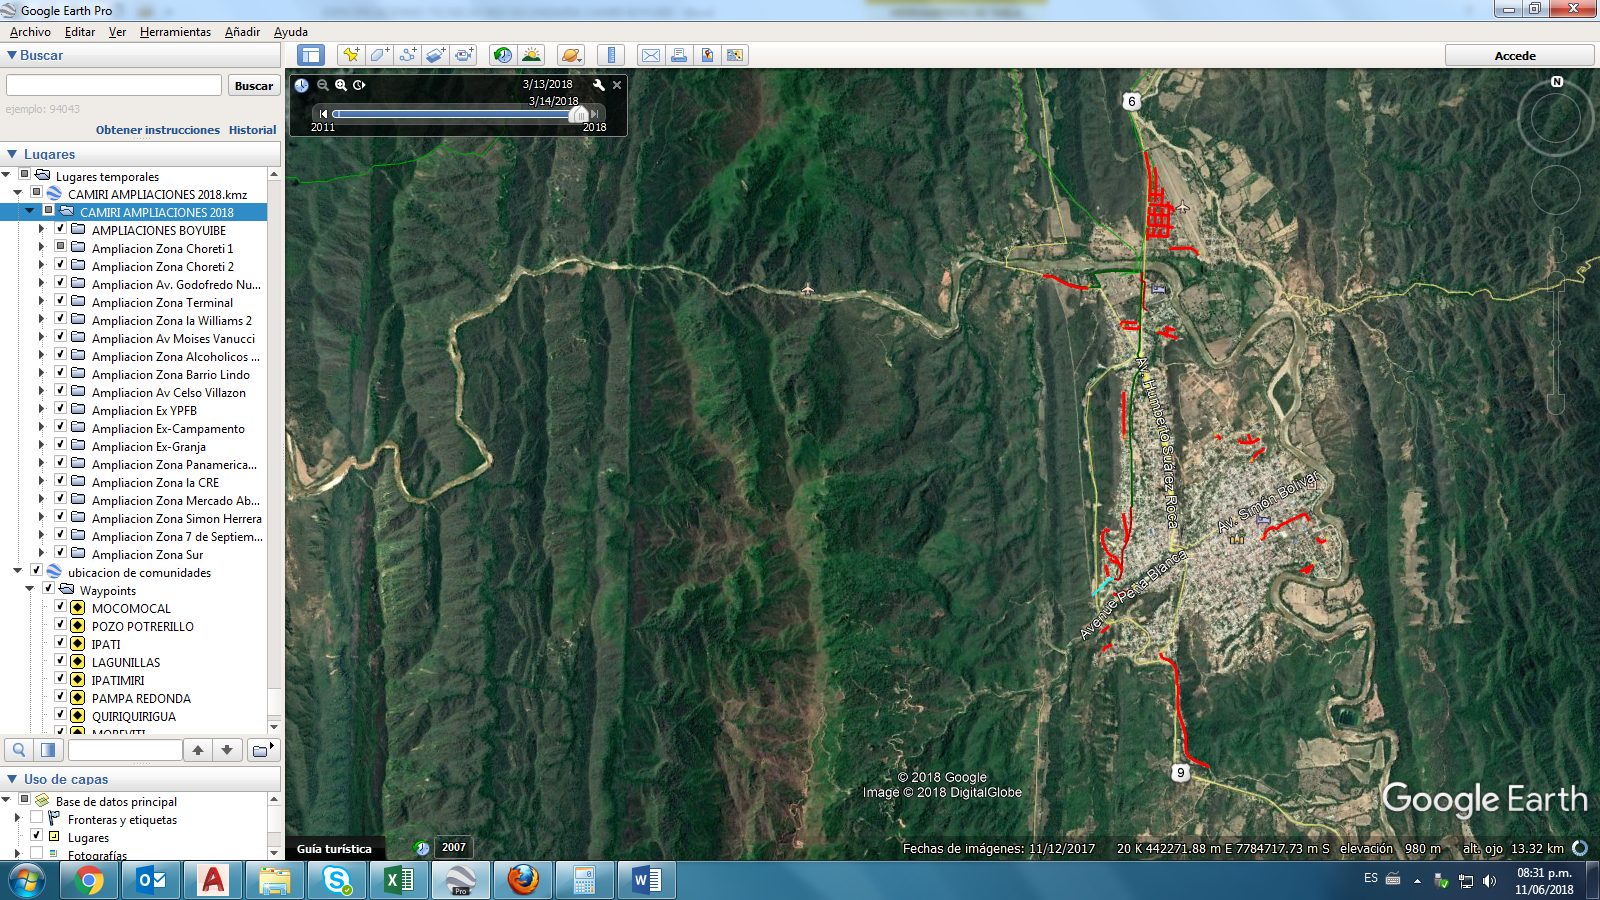 Google Earth Pro
Archivo Editar Ver Herramientas Añadir Ayuda
Buscar
Buscar
ejemplo: 94043
Obtener instrucciones Historial
Lugares
Lugares temporales
CAMIRI AMPLIACIONES 2018.kmz
CAMIRI AMPLIACIONES 2018
AMPLIACIONES BOYUIBE
Ampliacion Zona Choreti 1
Ampliacion Zona Choreti 2
Ampliacion Av. Godofredo Nu...
Ampliacion Zona Terminal
Ampliacion Zona la Williams 2
Ampliacion Av Moises Vanucci
Ampliacion Zona Alcoholicos ...
Ampliacion Zona Barrio Lindo
Ampliacion Av Celso Villazon
Ampliacion Ex YPFB
Ampliacion Ex-Campamento
Ampliacion Ex-Granja
Ampliacion Zona Panamerica...
Ampliacion Zona la CRE
Ampliacion Zona Mercado Ab...
Ampliacion Zona Simon Herrera
Ampliacion Zona 7 de Septiem...
Ampliacion Zona Sur
ubicacion de comunidades
Waypoints
MOCOMOCAL
POZO POTRERILLO
IPATI
LAGUNILLAS
IPATIMIRI
PAMPA REDONDA
QUIRIQUIRIGUA
Uso de capas
Base de datos principal
Fronteras y etiquetas
Lugares
Fotografías
Accede
3/13/2018
3/14/2018
2011 2018
N
6
Av. Humberto Suárez Roca
Av. Simón Bolivar
Avenue Peña Blanca
9
© 2018 Google
Image © 2018 DigitalGlobe
Google Earth
Guía turística 2007
Fechas de imágenes: 11/12/2017 20 K 442271.88 m E 7784717.73 m S elevación 980 m alt. ojo 13.32 km
Pro
ES
08:31 p.m.
11/06/2018